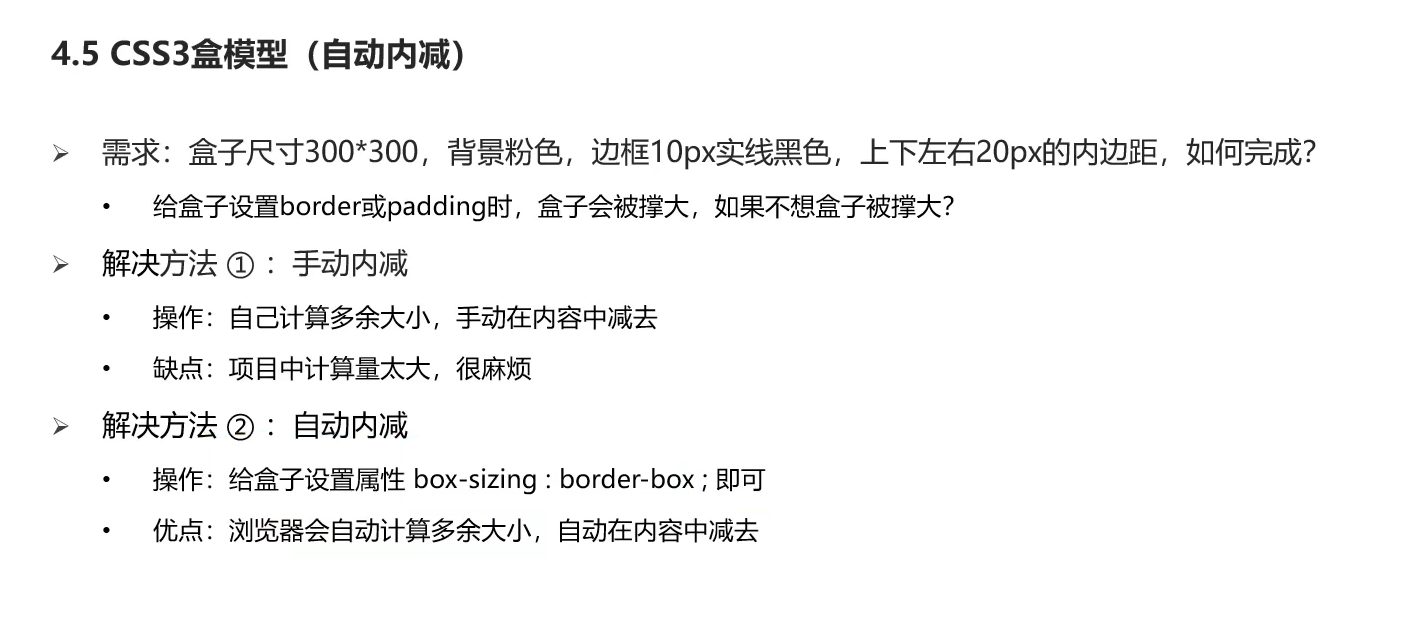 4.5 CSS3盒模型（自动内减）
➢ 需求：盒子尺寸300*300，背景粉色，边框10px实线黑色，上下左右20px的内边距，如何完成？
• 给盒子设置border或padding时，盒子会被撑大，如果不想盒子被撑大？
➢ 解决方法 ① ：手动内减
• 操作：自己计算多余大小，手动在内容中减去
• 缺点：项目中计算量太大，很麻烦
➢ 解决方法 ② ：自动内减
• 操作：给盒子设置属性 box-sizing : border-box ; 即可
• 优点：浏览器会自动计算多余大小，自动在内容中减去